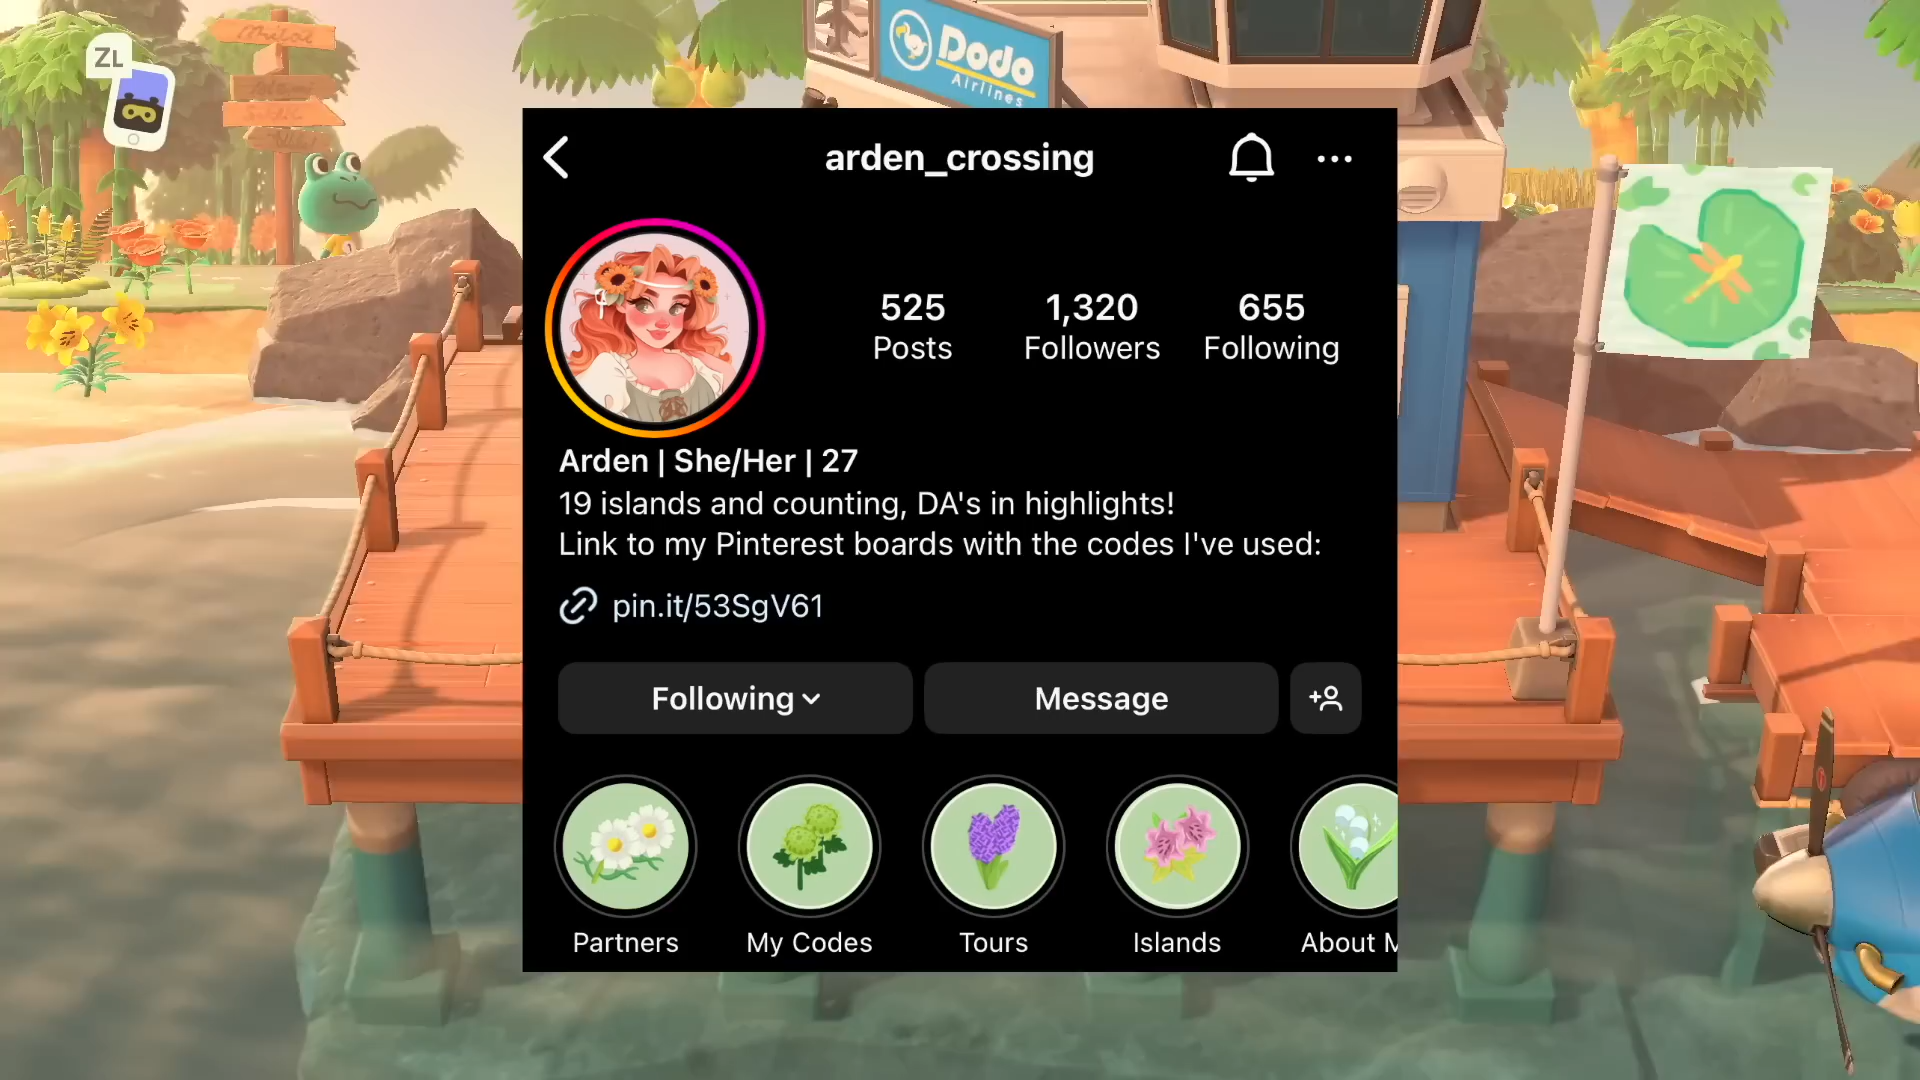 ZL
Dodo
Airlines
arden_crossing
525
Posts
1,320
Followers
655
Following
Arden | She/Her | 27
19 islands and counting, DA's in highlights!
Link to my Pinterest boards with the codes I've used:
pin.it/53SgV61
Following
Message
Partners
My Codes
Tours
Islands
About M